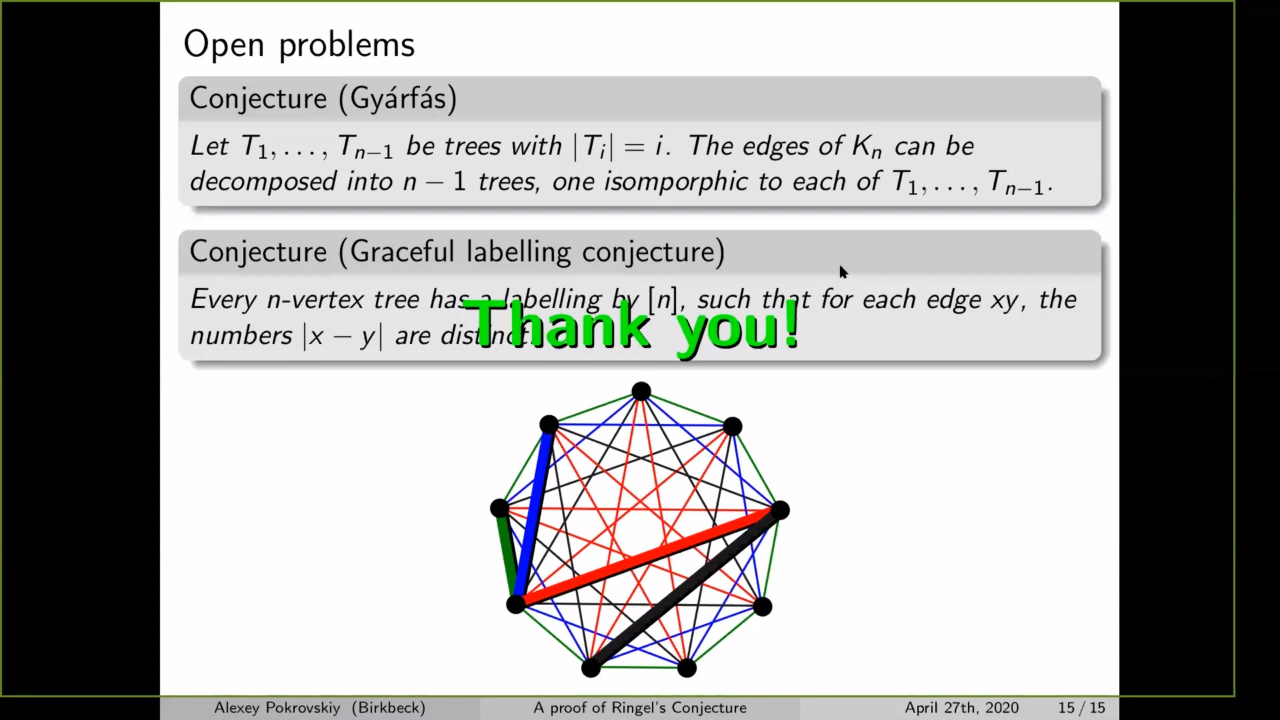 Open problems
Conjecture (Gyárfás)
Let T₁, . . . , Tₙ₋₁ be trees with |Tᵢ| = i. The edges of Kₙ can be
decomposed into n − 1 trees, one isomporphic to each of T₁, . . . , Tₙ₋₁.
Conjecture (Graceful labelling conjecture)
Every n-vertex tree has a labelling by [n], such that for each edge xy, the
numbers |x − y| are distinct.
Thank you!
Alexey Pokrovskiy (Birkbeck) A proof of Ringel's Conjecture April 27th, 2020 15 / 15